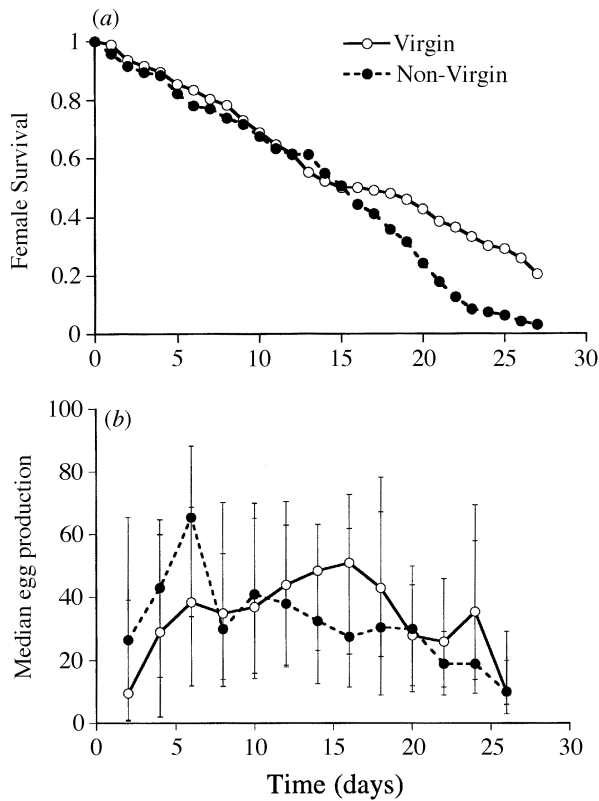 (a)
Virgin
Non-Virgin
Female Survival
1
0.8
0.6
0.4
0.2
0
0 5 10 15 20 25 30
(b)
Median egg production
100
80
60
40
20
0
0 5 10 15 20 25 30
Time (days)